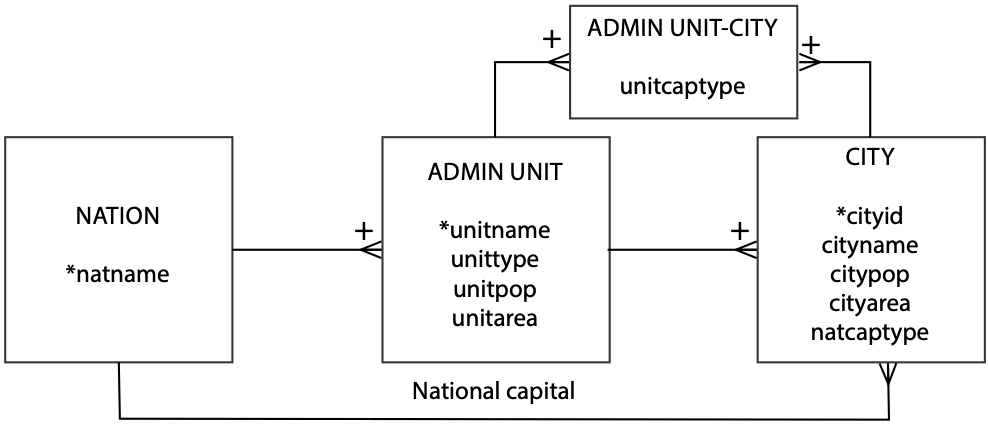 ADMIN UNIT-CITY
unitcaptype
+
+
NATION
*natname
+
ADMIN UNIT
*unitname
unittype
unitpop
unitarea
+
CITY
*cityid
cityname
citypop
cityarea
natcaptype
National capital